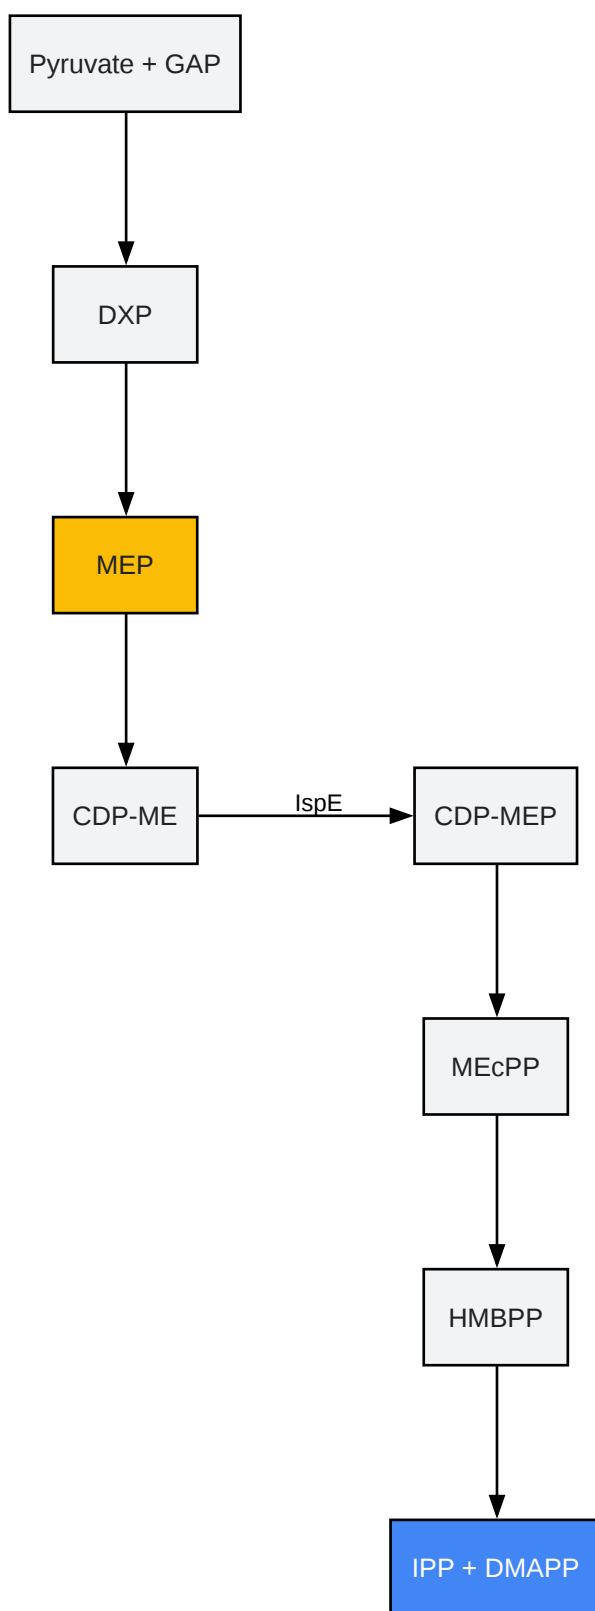 Pyruvate + GAP
DXP
MEP
CDP-ME
IspE
CDP-MEP
MEcPP
HMBPP
IPP + DMAPP